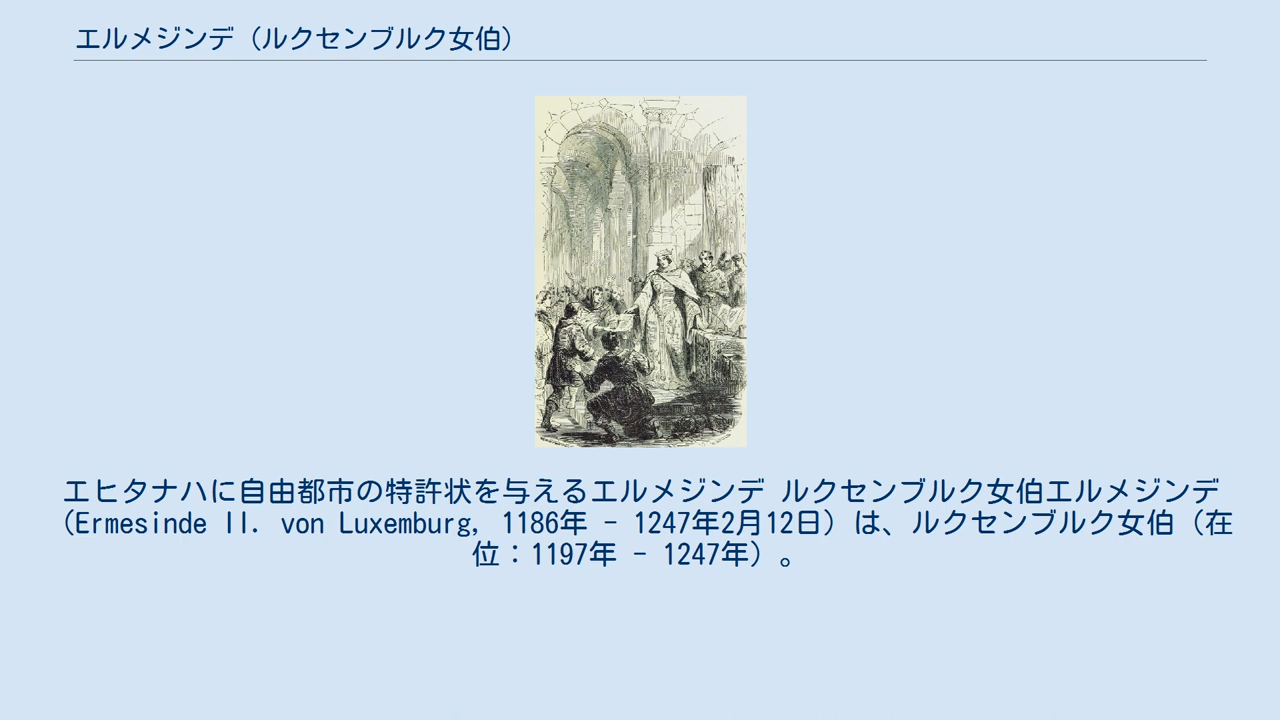 エルメジンデ（ルクセンブルク女伯）
エヒタナハに自由都市の特許状を与えるエルメジンデ ルクセンブルク女伯エルメジンデ
（Ermesinde II. von Luxemburg, 1186年 - 1247年2月12日）は、ルクセンブルク女伯（在
位：1197年 - 1247年）。